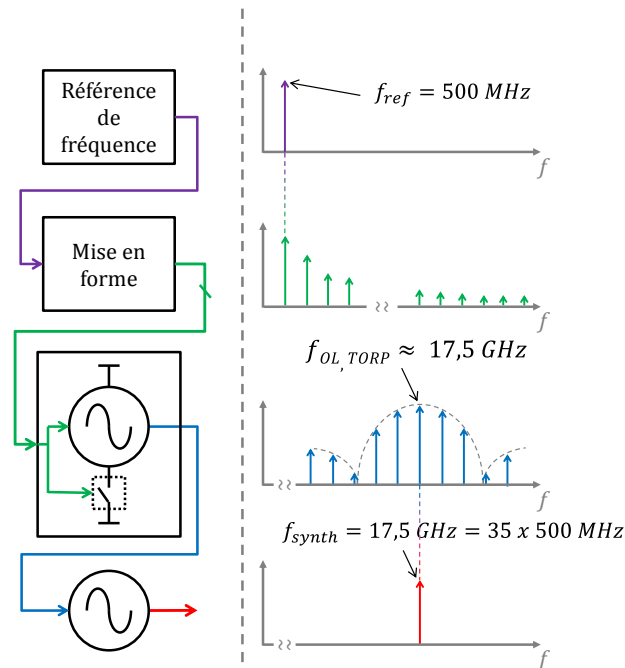 Référence
de
fréquence
f_ref = 500 MHz
f
Mise en
forme
f
f_OL, TORP ≈ 17,5 GHz
f
f_synth = 17,5 GHz = 35 x 500 MHz
f